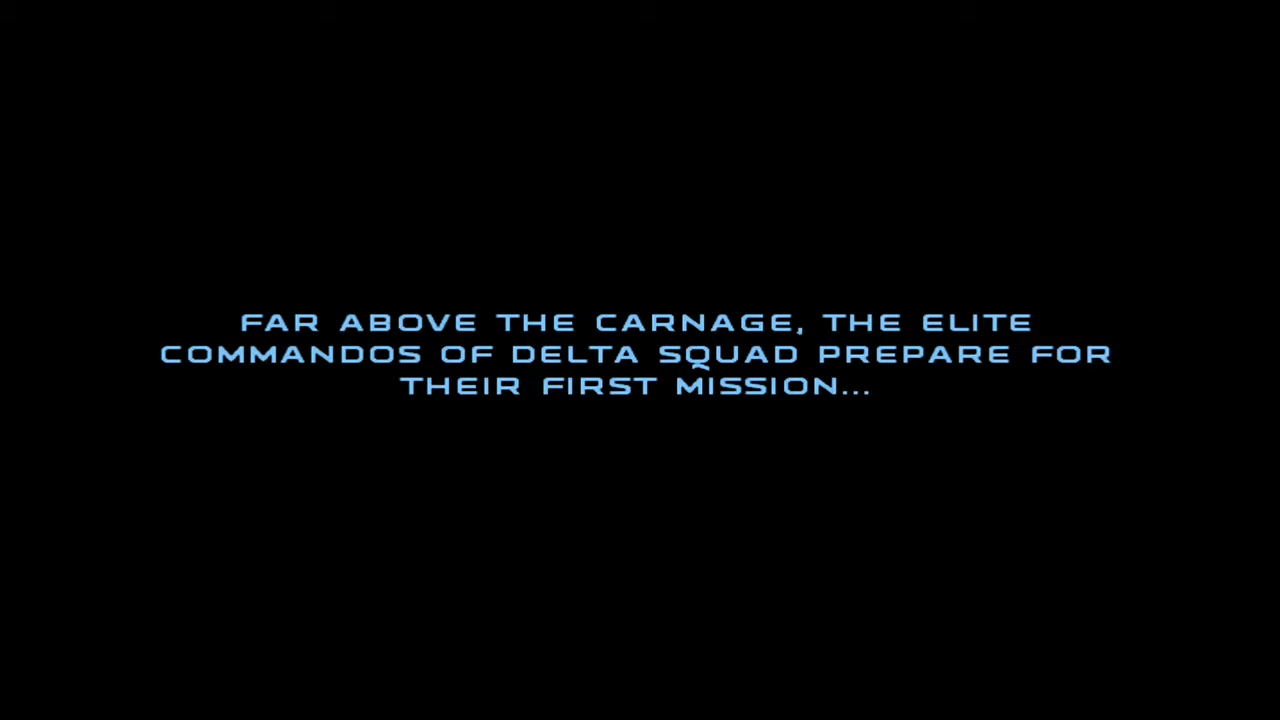 FAR ABOVE THE CARNAGE, THE ELITE
COMMANDOS OF DELTA SQUAD PREPARE FOR
THEIR FIRST MISSION...